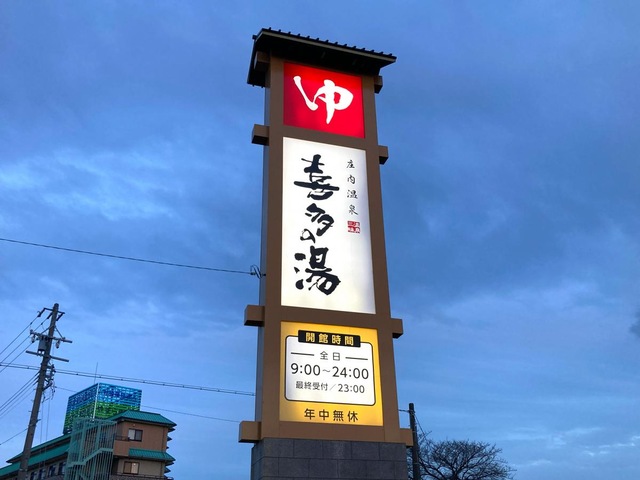 ゆ
庄内温泉
喜多の湯
開館時間
全日
9:00～24:00
最終受付／23:00
年中無休